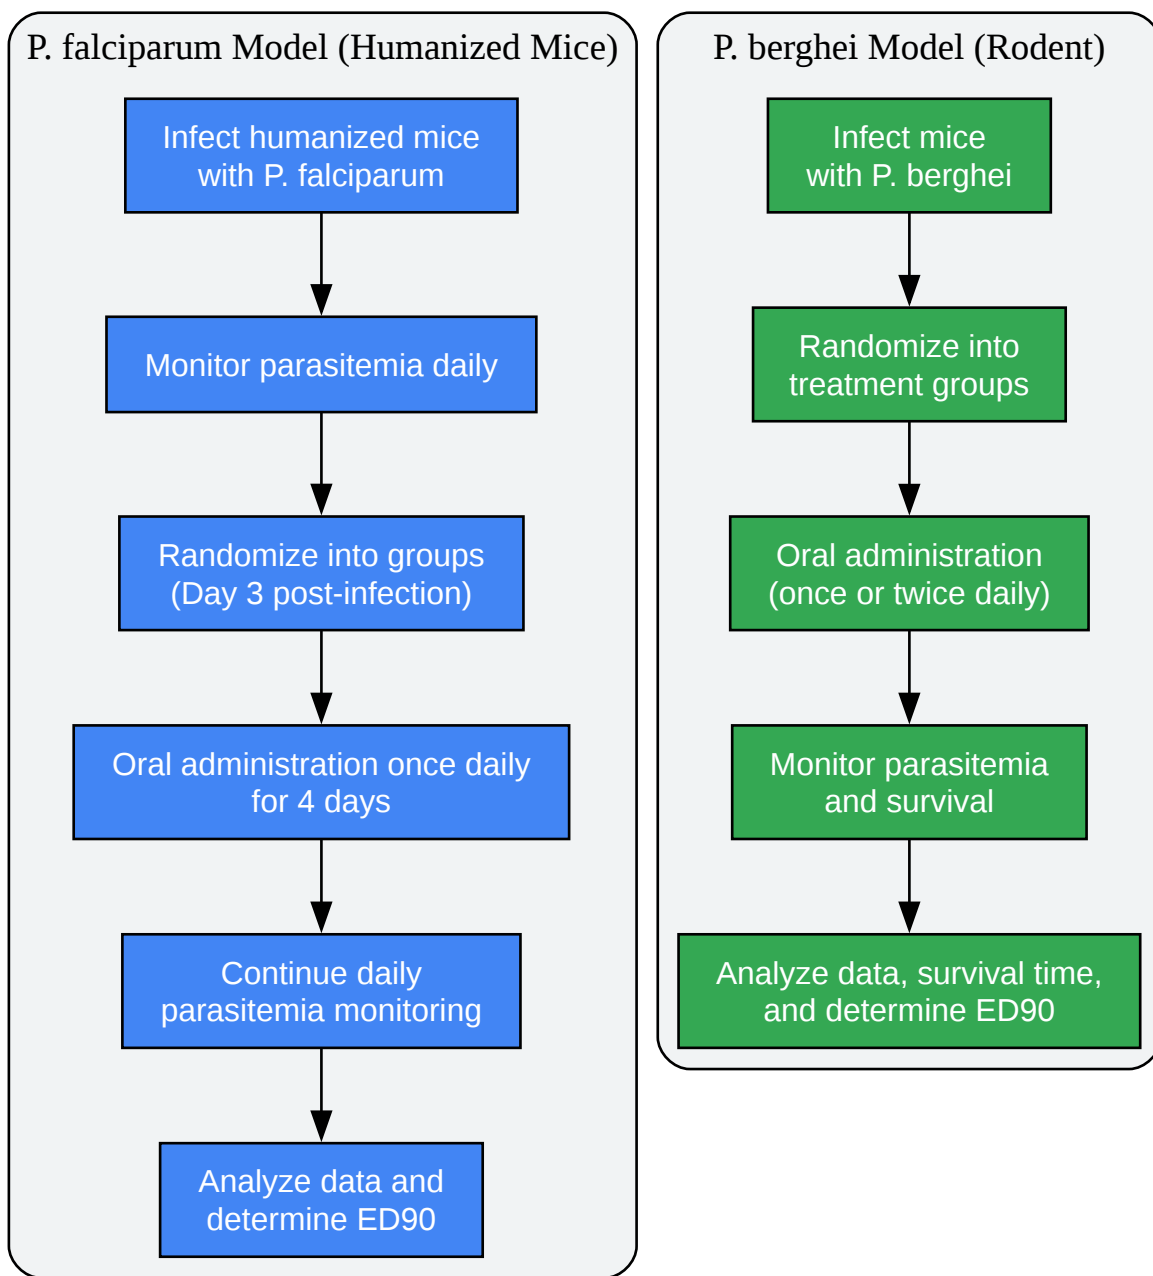 P. falciparum Model (Humanized Mice)
Infect humanized mice
with P. falciparum
Monitor parasitemia daily
Randomize into groups
(Day 3 post-infection)
Oral administration once daily
for 4 days
Continue daily
parasitemia monitoring
Analyze data and
determine ED90
P. berghei Model (Rodent)
Infect mice
with P. berghei
Randomize into
treatment groups
Oral administration
(once or twice daily)
Monitor parasitemia
and survival
Analyze data, survival time,
and determine ED90